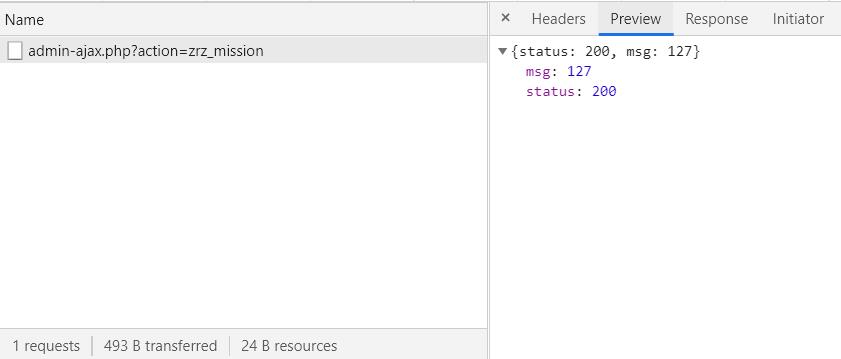 Name
admin-ajax.php?action=zrz_mission
1 requests
493 B transferred
24 B resources
× Headers Preview Response Initiator
▼{status: 200, msg: 127}
msg: 127
status: 200